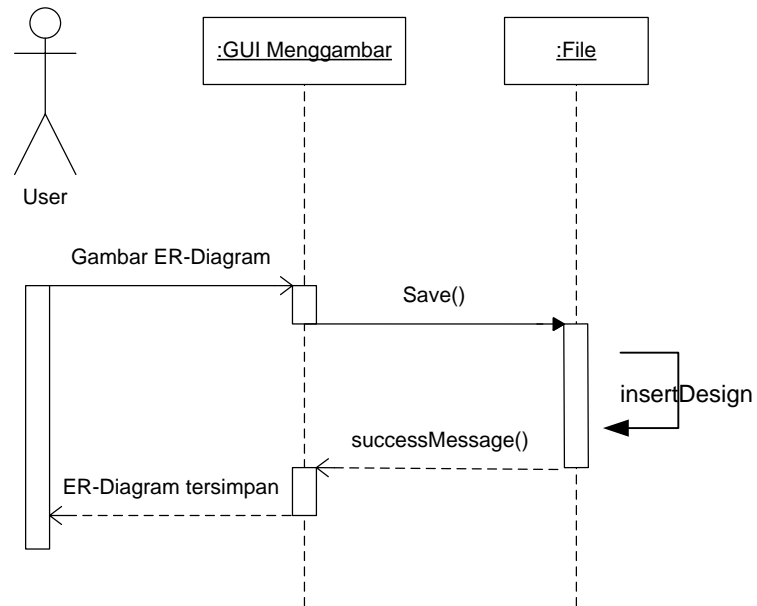 :GUI Menggambar
:File
User
Gambar ER-Diagram
Save()
insertDesign
successMessage()
ER-Diagram tersimpan